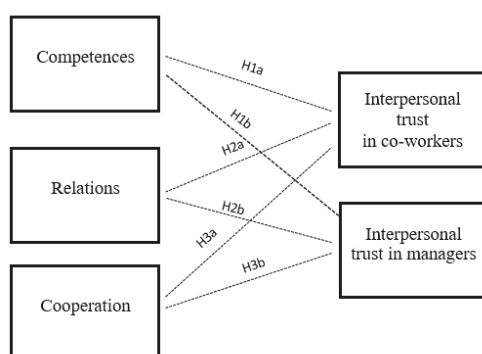 Competences
H1a
Interpersonal
trust
in co-workers
H1b
H2a
Relations
H2b
H3a
Interpersonal
trust in managers
H3b
Cooperation